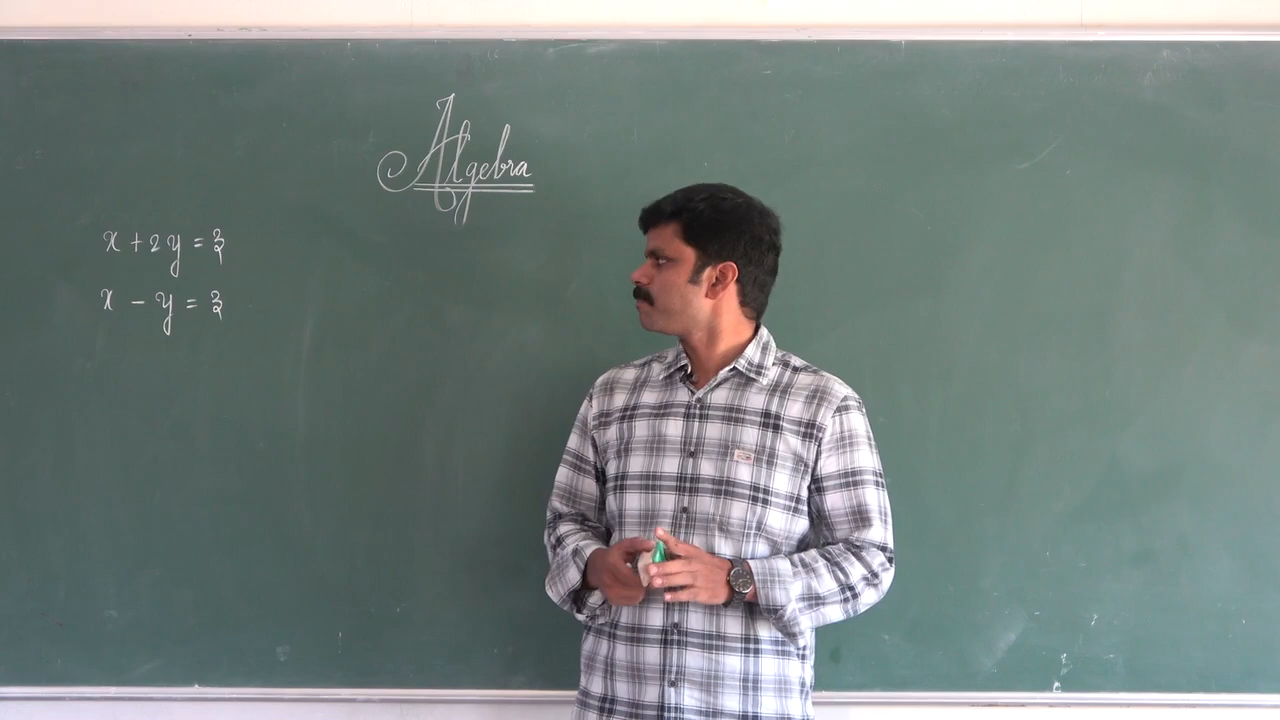 Algebra
x + 2y = 3
x - y = 3